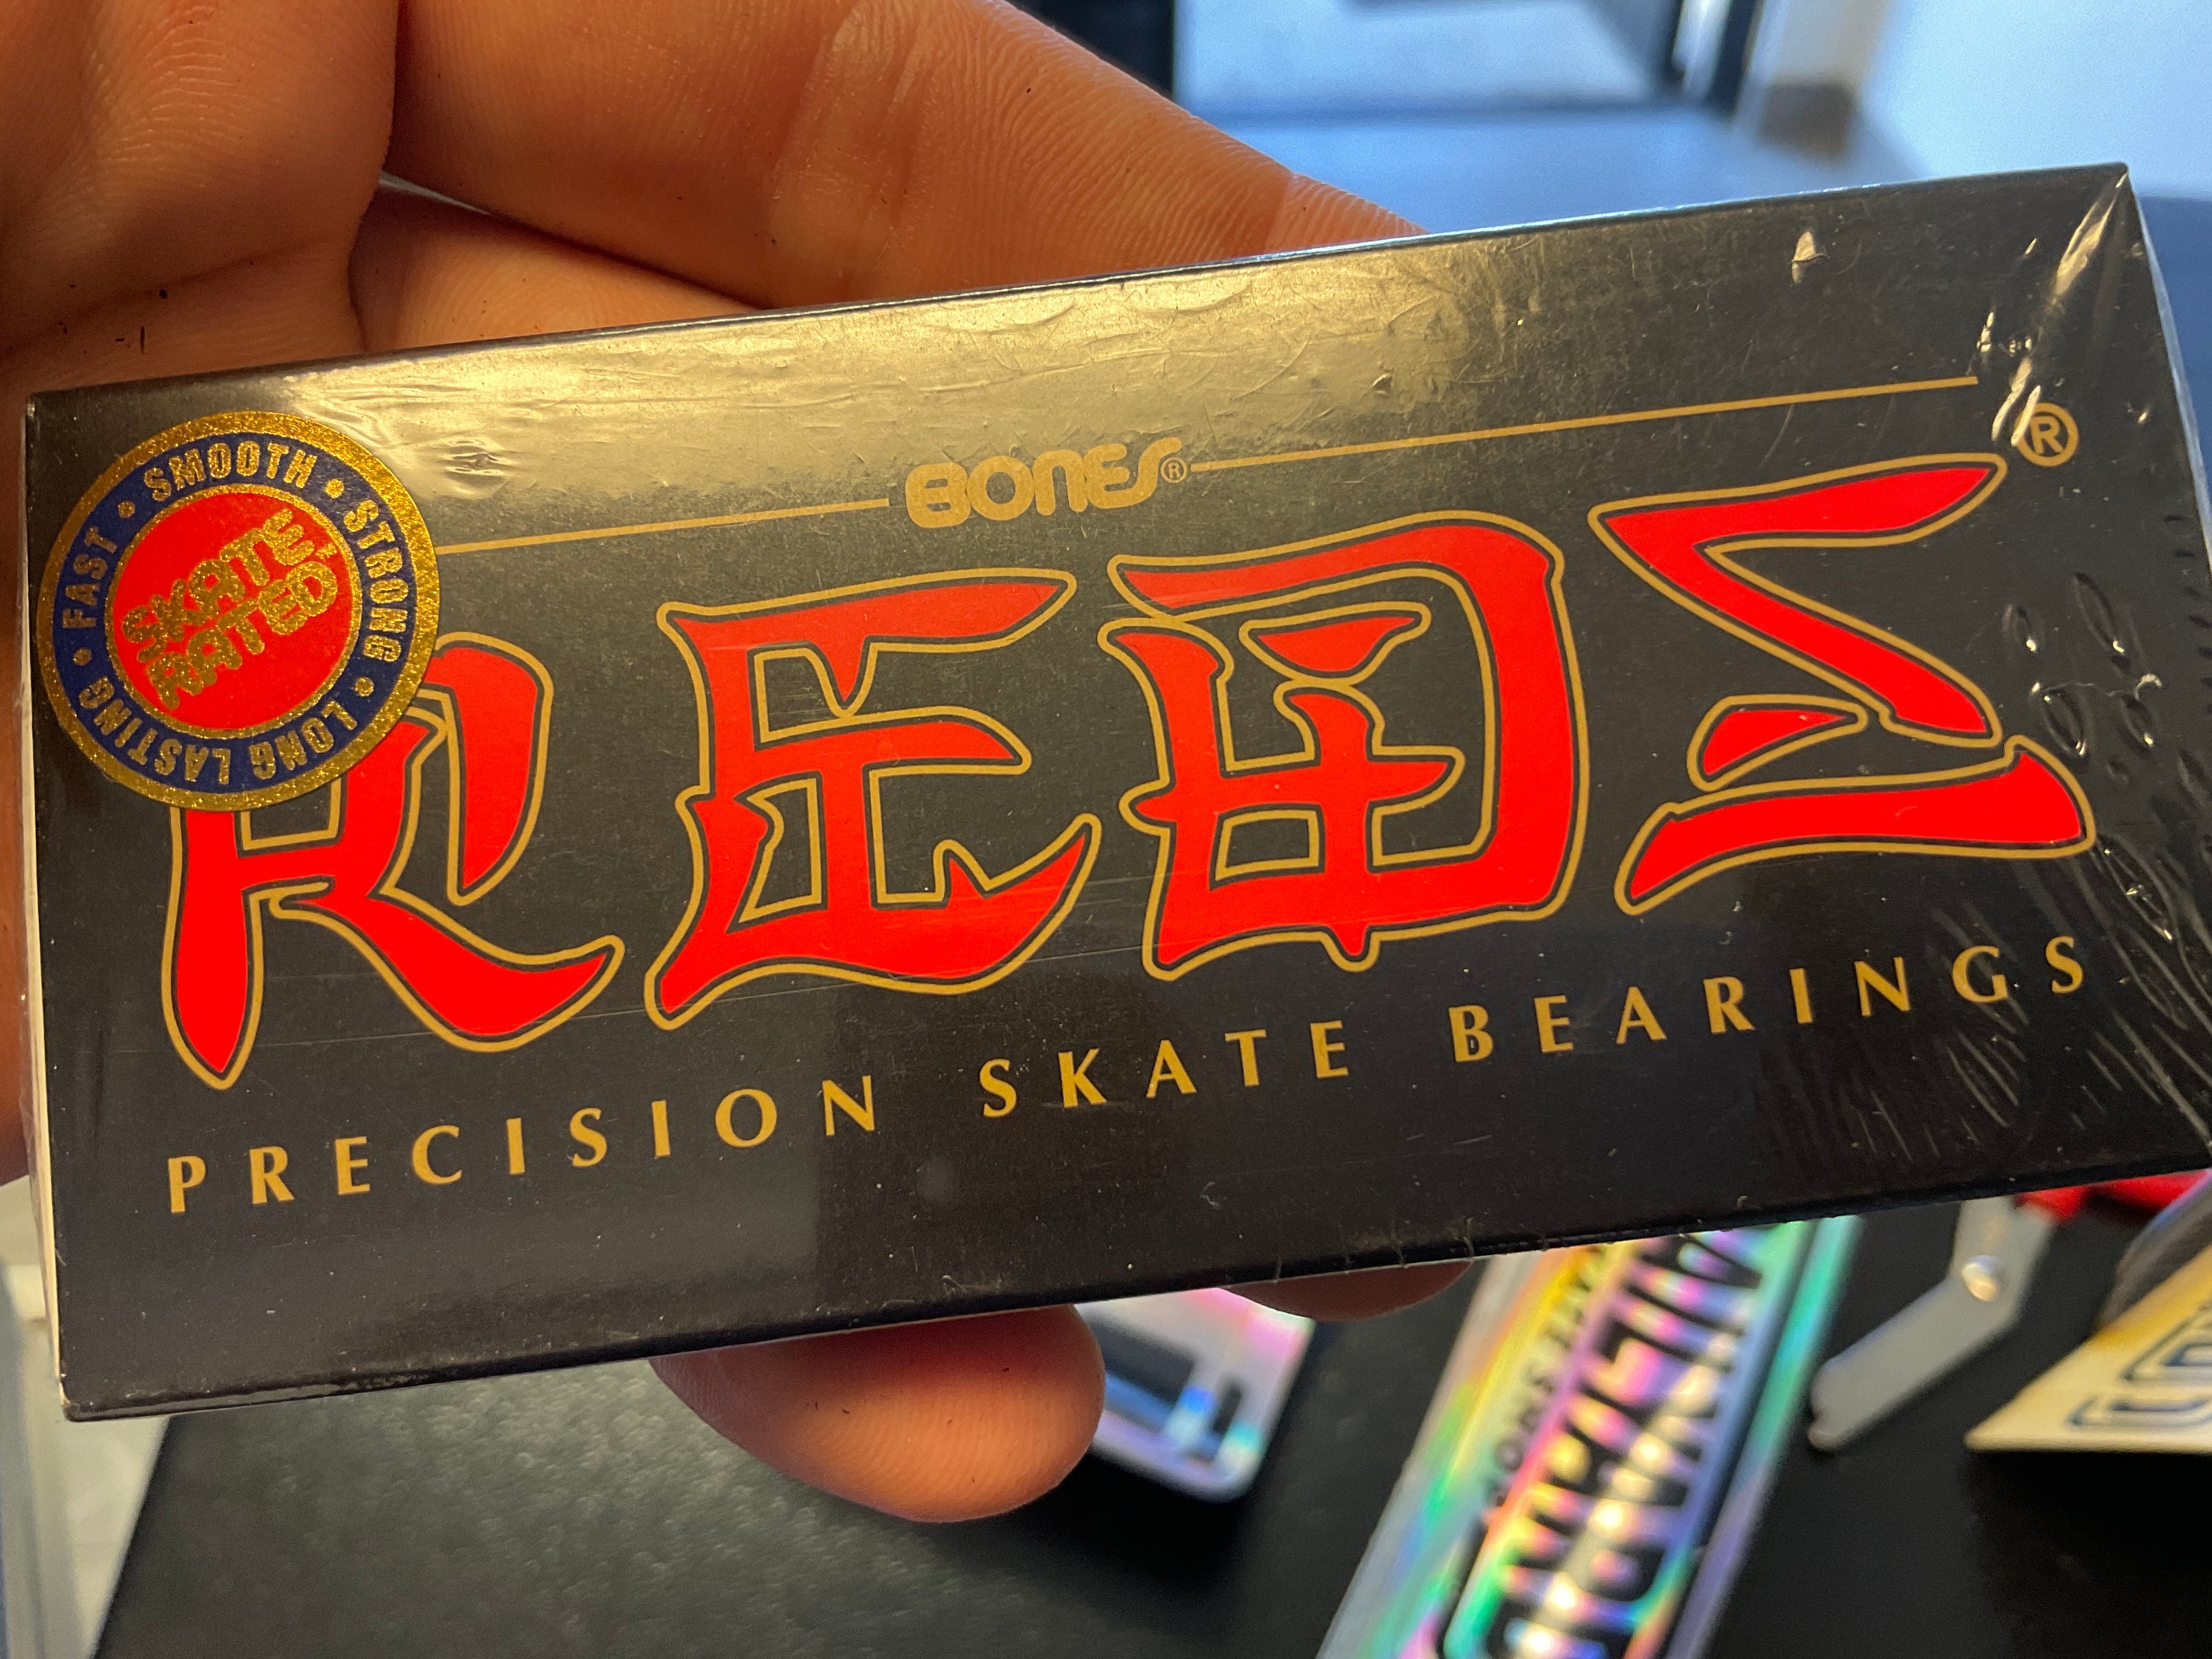 BONES®
REDS®
PRECISION SKATE BEARINGS
FAST • SMOOTH • STRONG • LONG LASTING •
SKATE
RATED